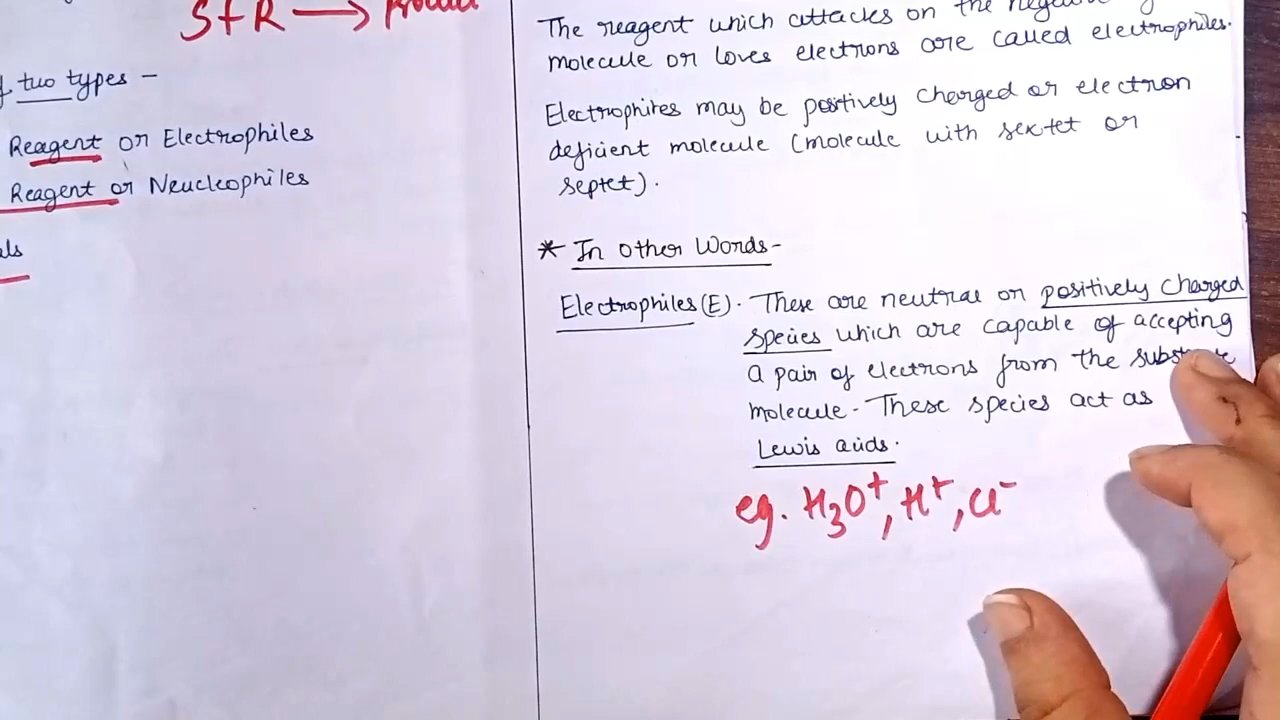 S+R → Product
two types -
Reagent or Electrophiles
Reagent or Neucleophiles
The reagent which attacks on the
molecule or loves electrons are called electrophiles.
Electrophires may be positively charged or electron
deficient molecule (molecule with sextet or
septet).
* In other Words-
Electrophiles (E). These are neutral or positively charged
species which are capable of accepting
a pair of electrons from the
molecule. These species act as
Lewis acids.
eg. H3O+, H+, Cl-